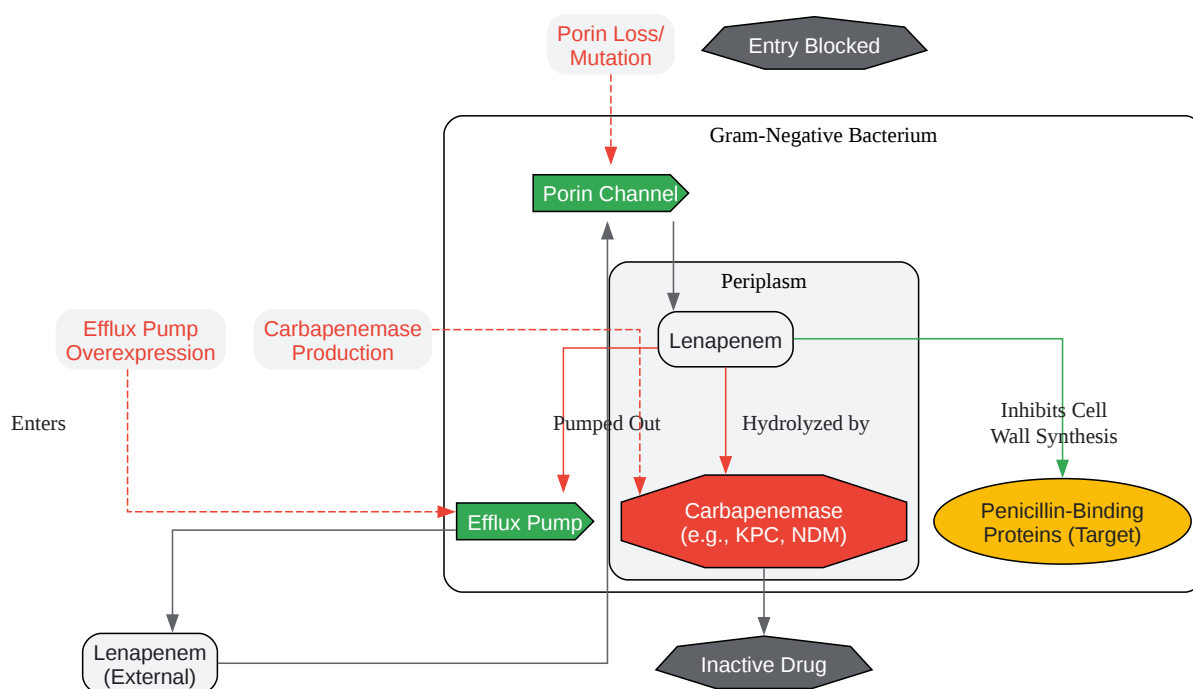 Porin Loss/
Mutation
Entry Blocked
Gram-Negative Bacterium
Porin Channel
Periplasm
Efflux Pump
Overexpression
Carbapenemase
Production
Lenapenem
Enters
Pumped Out
Hydrolyzed by
Inhibits Cell
Wall Synthesis
Efflux Pump
Carbapenemase
(e.g., KPC, NDM)
Penicillin-Binding
Proteins (Target)
Lenapenem
(External)
Inactive Drug